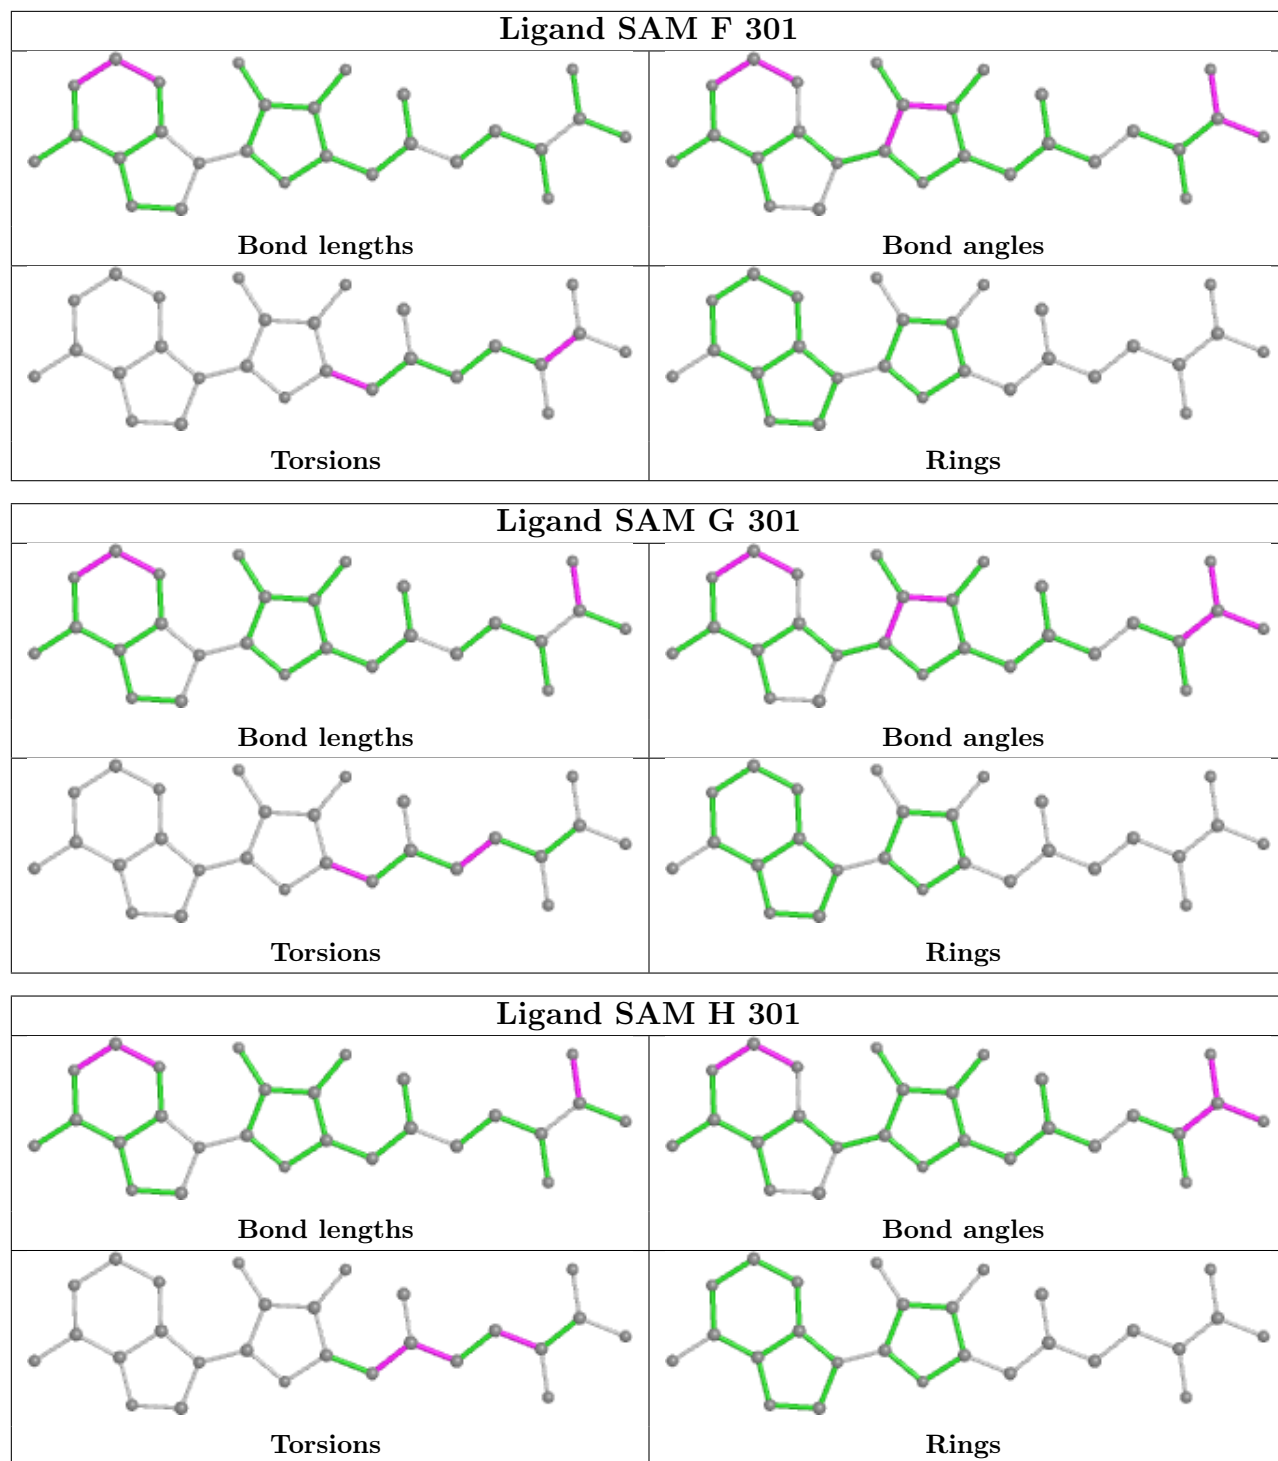 Ligand SAM F 301
Bond lengths
Bond angles
Torsions
Rings
Ligand SAM G 301
Bond lengths
Bond angles
Torsions
Rings
Ligand SAM H 301
Bond lengths
Bond angles
Torsions
Rings